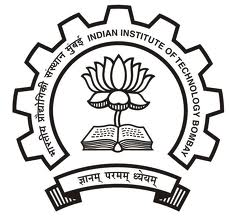 भारतीय प्रौद्योगिकी संस्थान मुंबई
INDIAN INSTITUTE OF TECHNOLOGY BOMBAY
ज्ञानम् परमम् ध्येयम्